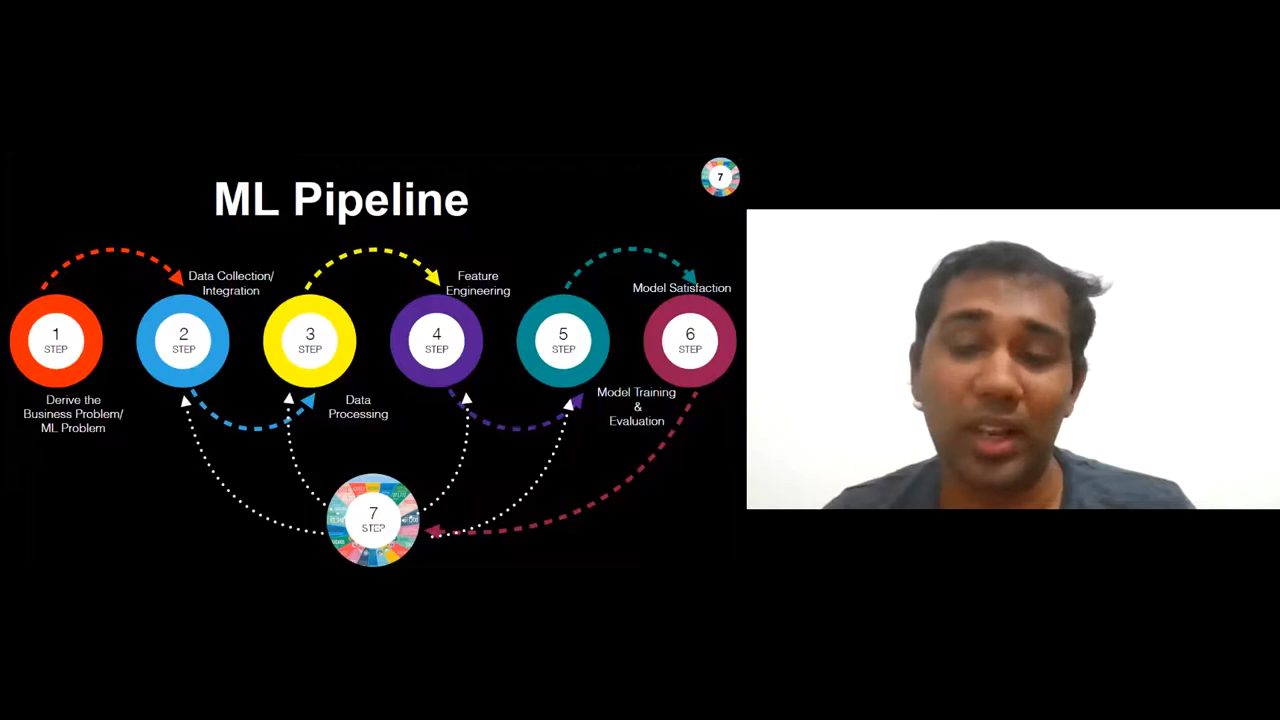 ML Pipeline
7
Data Collection/
Integration
Feature
Engineering
Model Satisfaction
1
STEP
2
STEP
3
STEP
4
STEP
5
STEP
6
STEP
Derive the
Business Problem/
ML Problem
Data
Processing
Model Training
&
Evaluation
7
STEP